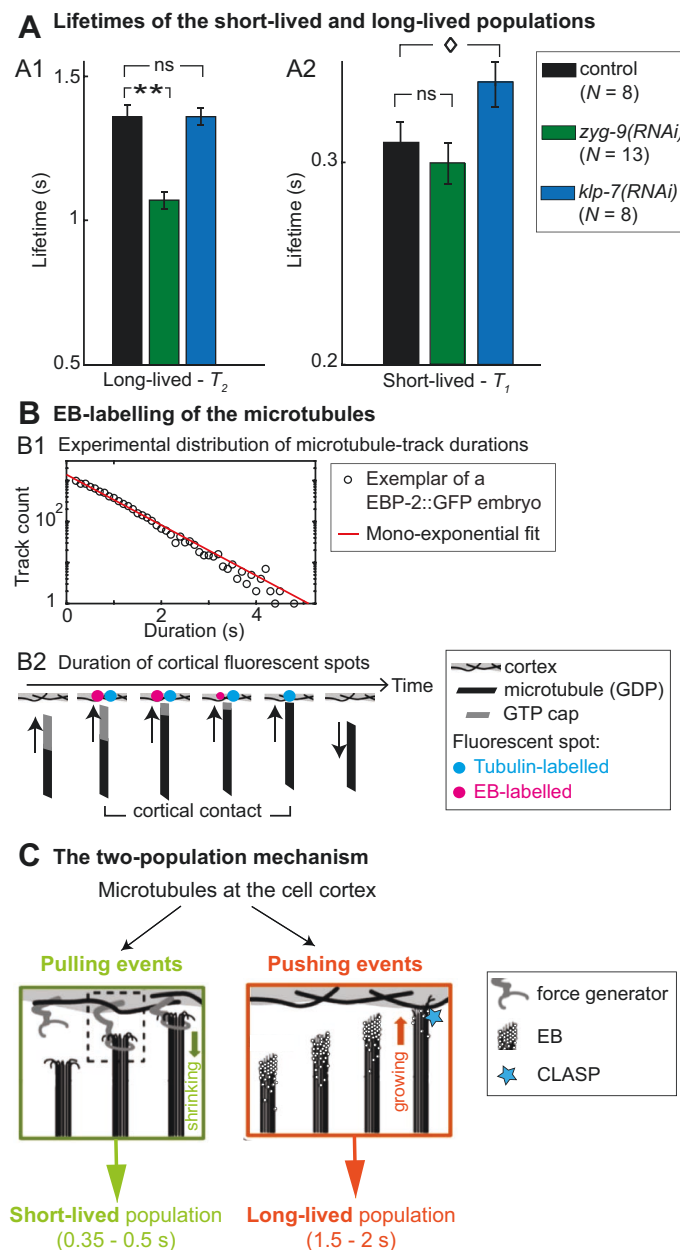 A Lifetimes of the short-lived and long-lived populations
A1
1.5
1
0.5
Lifetime (s)
ns
**
Long-lived - T2
A2
0.3
0.2
Lifetime (s)
◊
ns
Short-lived - T1
control
(N = 8)
zyg-9(RNAi)
(N = 13)
klp-7(RNAi)
(N = 8)
B EB-labelling of the microtubules
B1 Experimental distribution of microtubule-track durations
Track count
10²
1
0 2 4
Duration (s)
Exemplar of a
EBP-2::GFP embryo
Mono-exponential fit
B2 Duration of cortical fluorescent spots
Time
cortical contact
cortex
microtubule (GDP)
GTP cap
Fluorescent spot:
Tubulin-labelled
EB-labelled
C The two-population mechanism
Microtubules at the cell cortex
Pulling events
shrinking
Short-lived population
(0.35 - 0.5 s)
Pushing events
growing
Long-lived population
(1.5 - 2 s)
force generator
EB
CLASP